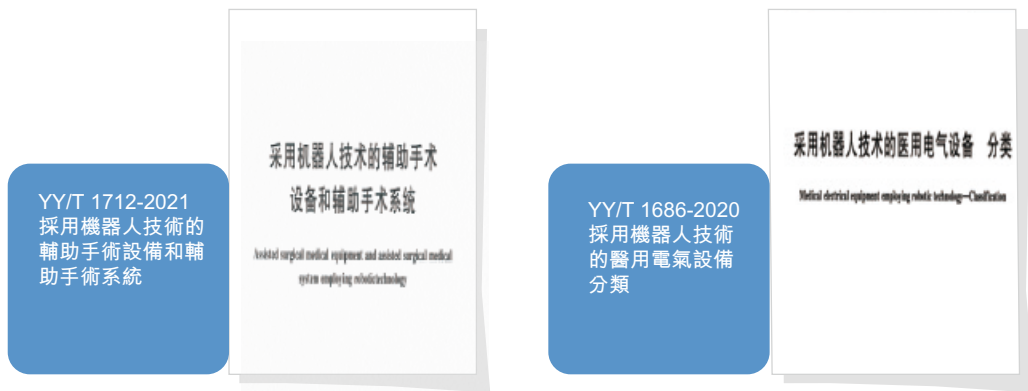 YY/T 1712-2021
採用機器人技術的
輔助手術設備和輔
助手術系統
采用机器人技术的辅助手术
设备和辅助手术系统
Assisted surgical medical equipment and assisted surgical medical
system employing robotictechnology
YY/T 1686-2020
採用機器人技術
的醫用電氣設備
分類
采用机器人技术的医用电气设备 分类
Medical electrical equipment employing robotic technology—Classification